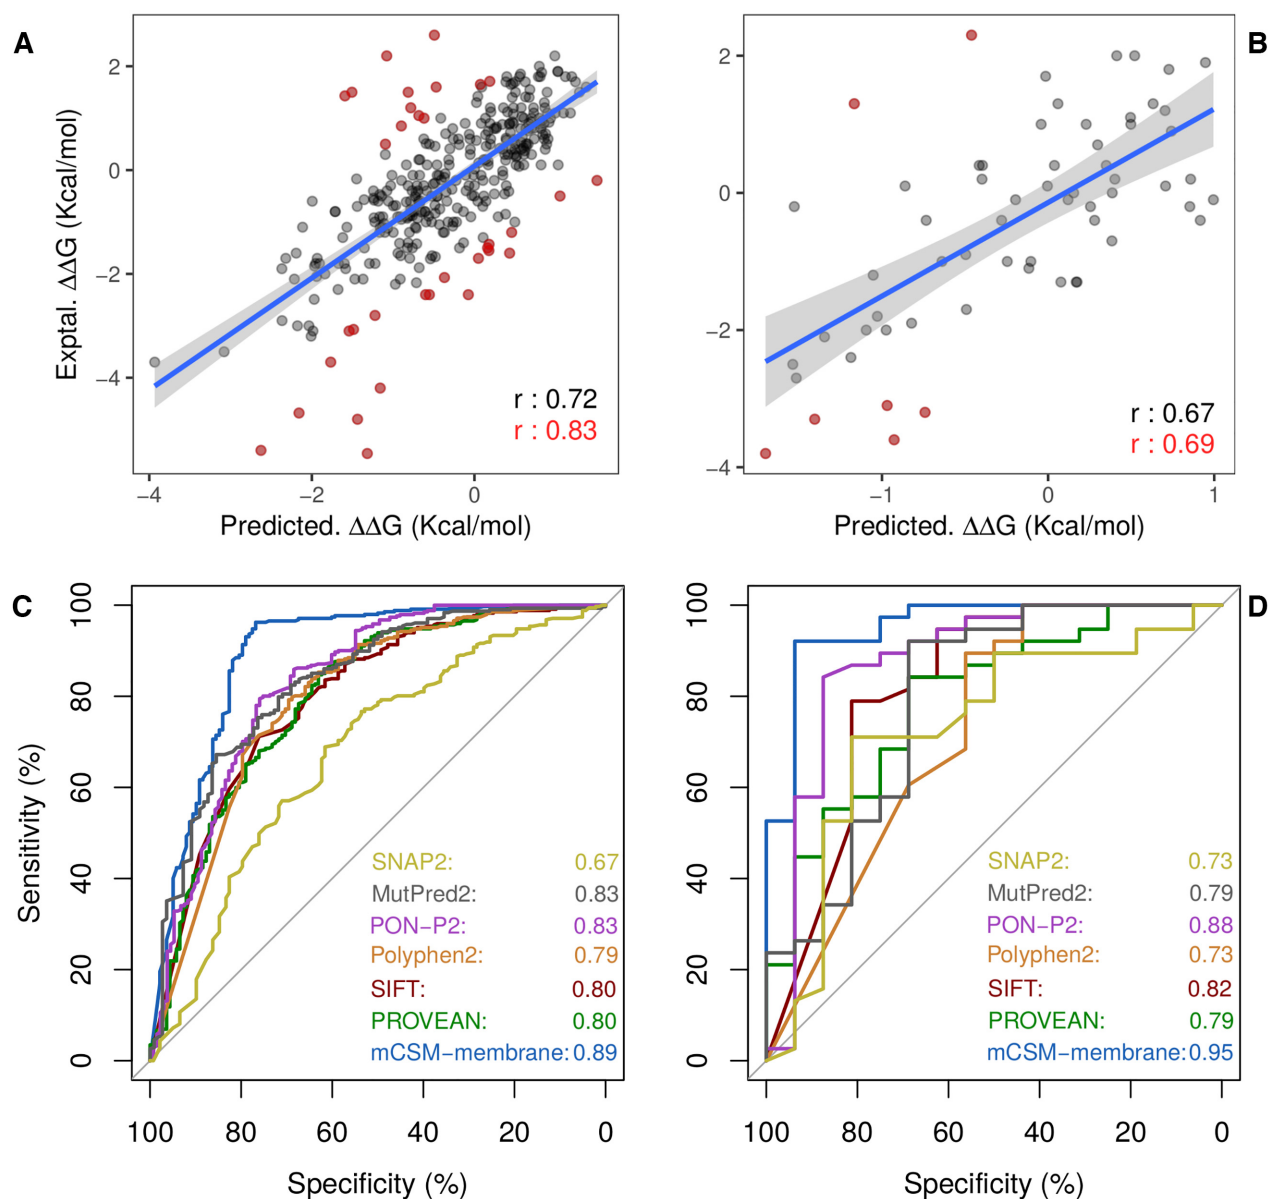 A
2
0
−2
−4
Exptal. ΔΔG (Kcal/mol)
r : 0.72
r : 0.83
−4
−2
0
Predicted. ΔΔG (Kcal/mol)
B
2
0
−2
−4
r : 0.67
r : 0.69
−1
0
1
Predicted. ΔΔG (Kcal/mol)
C
100
80
60
40
20
0
Sensitivity (%)
SNAP2: 0.67
MutPred2: 0.83
PON−P2: 0.83
Polyphen2: 0.79
SIFT: 0.80
PROVEAN: 0.80
mCSM−membrane: 0.89
100 80 60 40 20 0
Specificity (%)
D
100
80
60
40
20
0
SNAP2: 0.73
MutPred2: 0.79
PON−P2: 0.88
Polyphen2: 0.73
SIFT: 0.82
PROVEAN: 0.79
mCSM−membrane: 0.95
100 80 60 40 20 0
Specificity (%)